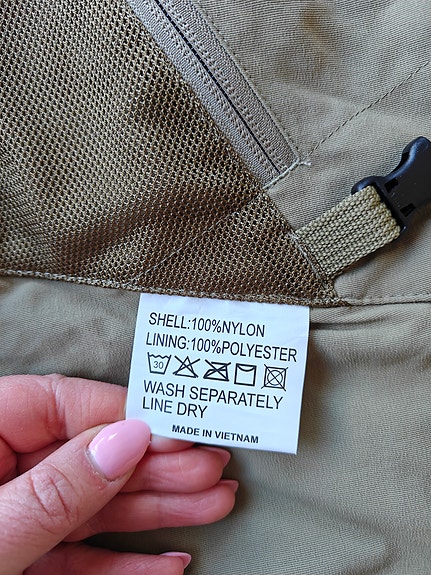 SHELL:100%NYLON
LINING:100%POLYESTER
30
WASH SEPARATELY
LINE DRY
MADE IN VIETNAM